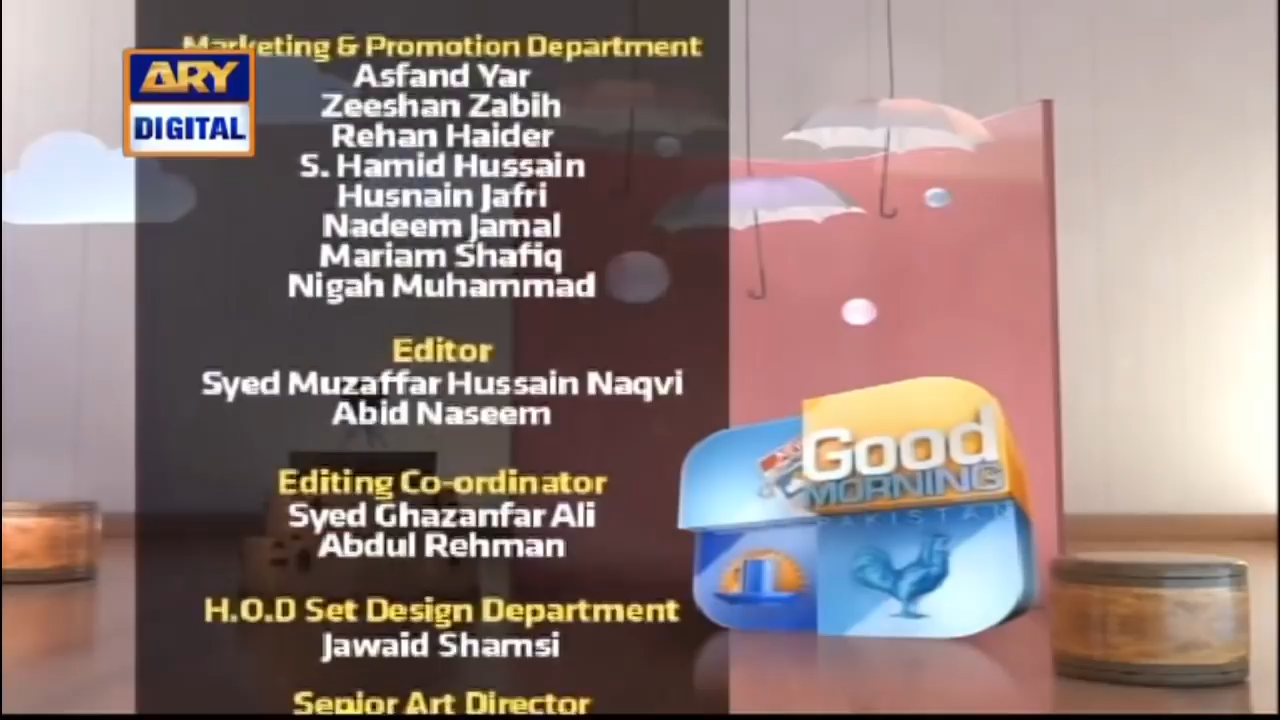 Marketing & Promotion Department
ARY
DIGITAL
Asfand Yar
Zeeshan Zabih
Rehan Haider
S. Hamid Hussain
Husnain Jafri
Nadeem Jamal
Mariam Shafiq
Nigah Muhammad
Editor
Syed Muzaffar Hussain Naqvi
Abid Naseem
Editing Co-ordinator
Syed Ghazanfar Ali
Abdul Rehman
H.O.D Set Design Department
Jawaid Shamsi
Senior Art Director
Good
MORNING
PAKISTAN